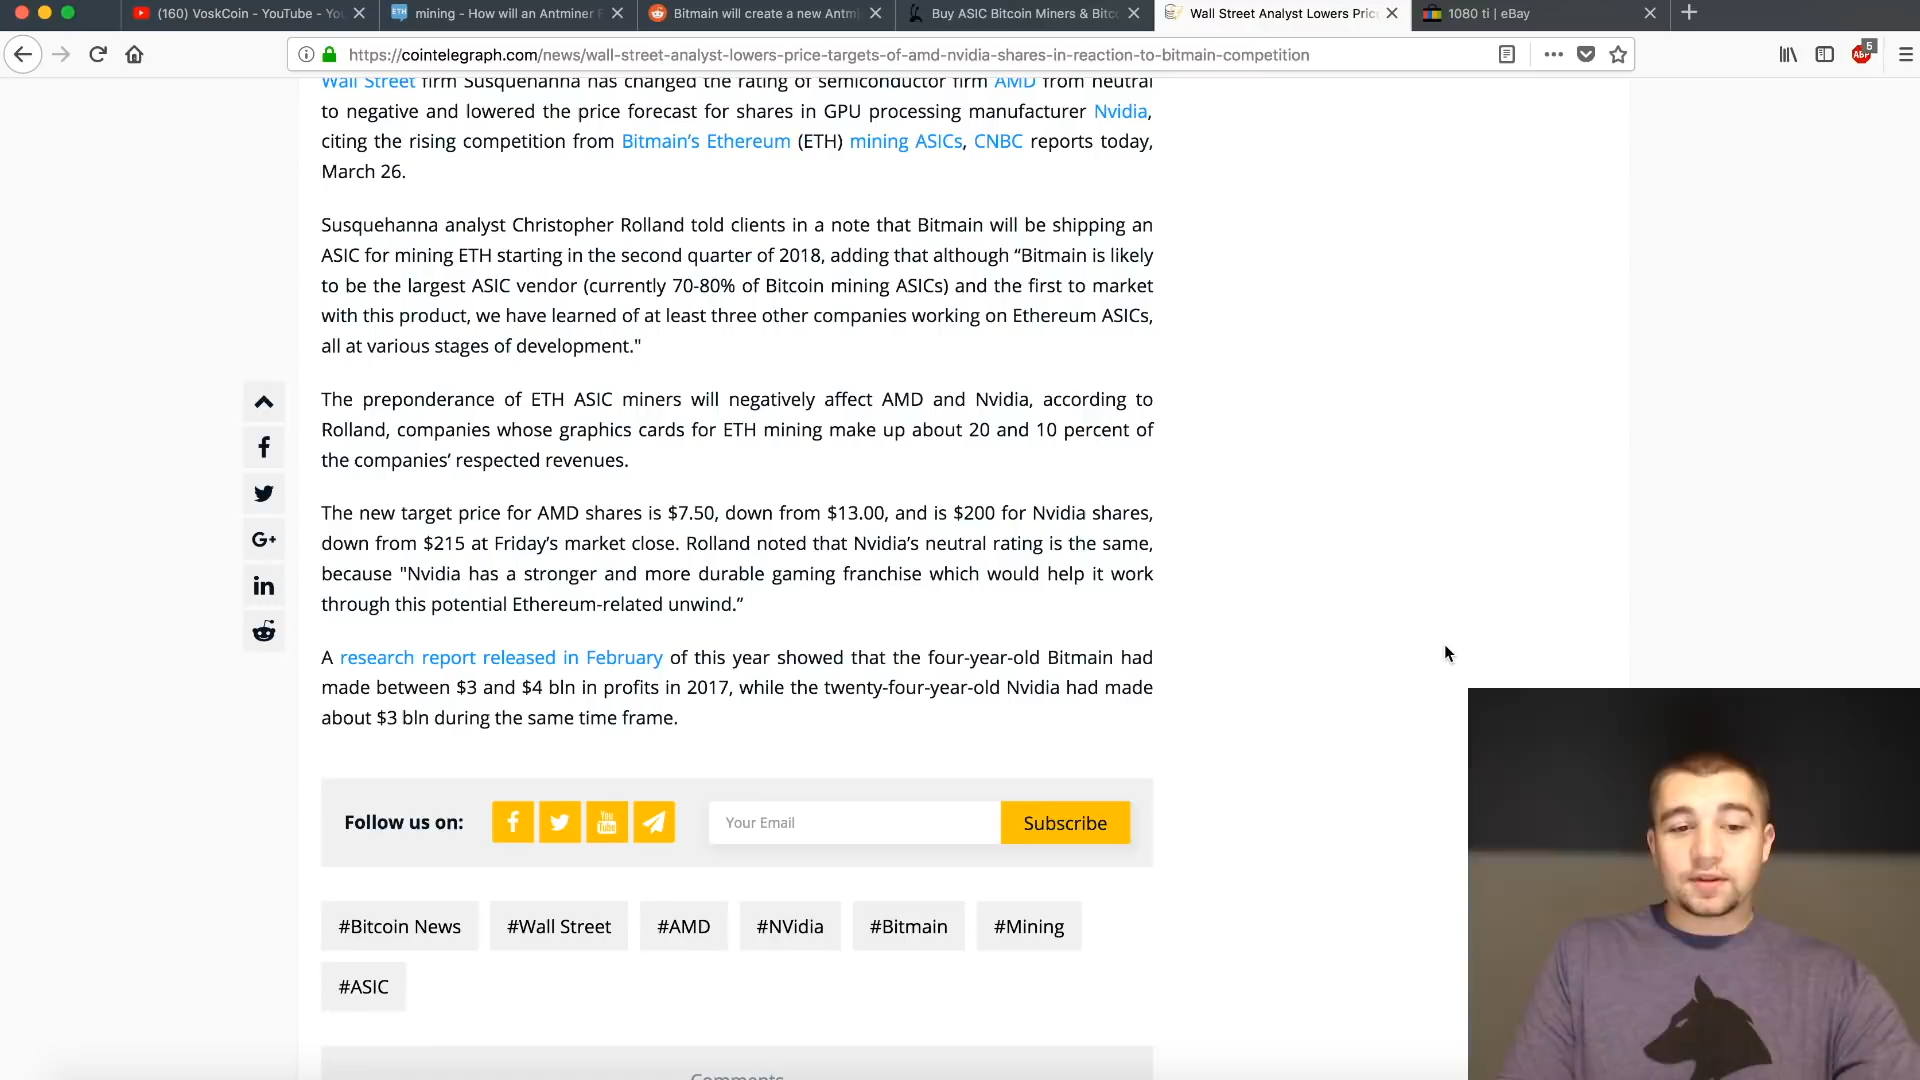 (160) VoskCoin - YouTube - Yo
mining - How will an Antminer F
Bitmain will create a new Antmi
Buy ASIC Bitcoin Miners & Bitc
Wall Street Analyst Lowers Pric
1080 ti | eBay
https://cointelegraph.com/news/wall-street-analyst-lowers-price-targets-of-amd-nvidia-shares-in-reaction-to-bitmain-competition
ABP
5
Wall Street firm Susquehanna has changed the rating of semiconductor firm AMD from neutral
to negative and lowered the price forecast for shares in GPU processing manufacturer Nvidia,
citing the rising competition from Bitmain’s Ethereum (ETH) mining ASICs, CNBC reports today,
March 26.
Susquehanna analyst Christopher Rolland told clients in a note that Bitmain will be shipping an
ASIC for mining ETH starting in the second quarter of 2018, adding that although “Bitmain is likely
to be the largest ASIC vendor (currently 70-80% of Bitcoin mining ASICs) and the first to market
with this product, we have learned of at least three other companies working on Ethereum ASICs,
all at various stages of development."
The preponderance of ETH ASIC miners will negatively affect AMD and Nvidia, according to
Rolland, companies whose graphics cards for ETH mining make up about 20 and 10 percent of
the companies’ respected revenues.
The new target price for AMD shares is $7.50, down from $13.00, and is $200 for Nvidia shares,
down from $215 at Friday’s market close. Rolland noted that Nvidia’s neutral rating is the same,
because "Nvidia has a stronger and more durable gaming franchise which would help it work
through this potential Ethereum-related unwind.”
A research report released in February of this year showed that the four-year-old Bitmain had
made between $3 and $4 bln in profits in 2017, while the twenty-four-year-old Nvidia had made
about $3 bln during the same time frame.
Follow us on:
You Tube
Your Email
Subscribe
#Bitcoin News
#Wall Street
#AMD
#NVidia
#Bitmain
#Mining
#ASIC
Comments